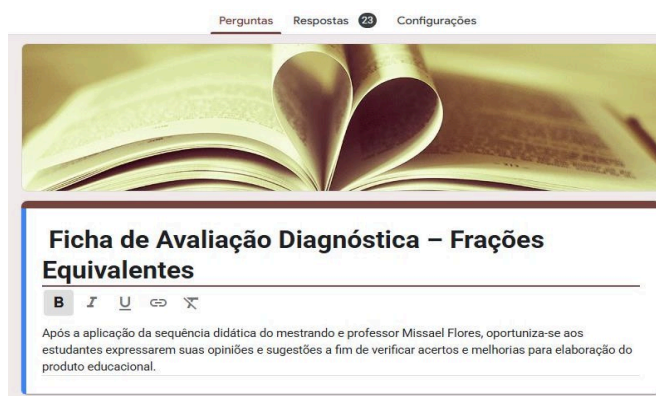 Perguntas Respostas 23 Configurações
Ficha de Avaliação Diagnóstica – Frações
Equivalentes
B I U
Após a aplicação da sequência didática do mestrando e professor Missael Flores, oportuniza-se aos
estudantes expressarem suas opiniões e sugestões a fim de verificar acertos e melhorias para elaboração do
produto educacional.